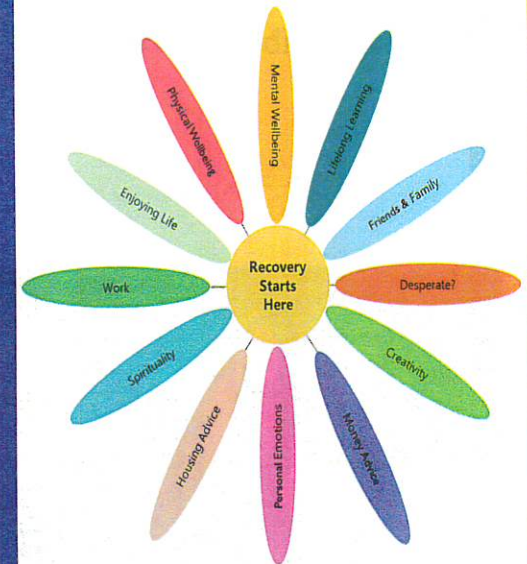 Mental Wellbeing
Lifelong Learning
Friends & Family
Desperate?
Creativity
Money Advice
Personal Emotions
Housing Advice
Spirituality
Work
Enjoying Life
Physical Wellbeing
Recovery
Starts
Here